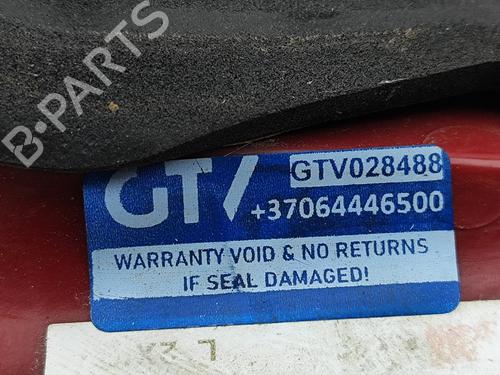 B-PARTS
GTV
GTV028488
+37064446500
WARRANTY VOID & NO RETURNS
IF SEAL DAMAGED!